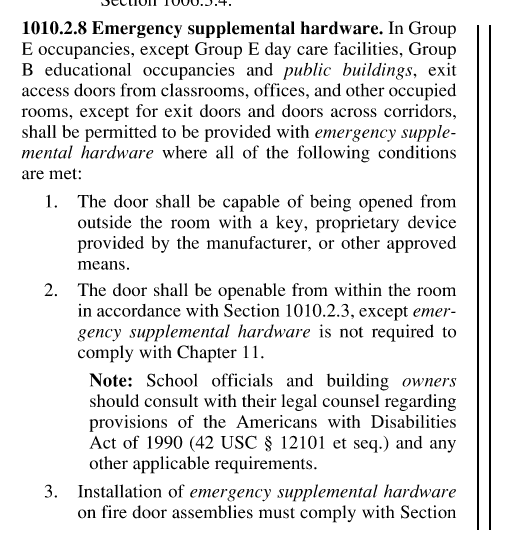 Section 1006.3.4.
1010.2.8 Emergency supplemental hardware. In Group
E occupancies, except Group E day care facilities, Group
B educational occupancies and public buildings, exit
access doors from classrooms, offices, and other occupied
rooms, except for exit doors and doors across corridors,
shall be permitted to be provided with emergency supple-
mental hardware where all of the following conditions
are met:
1. The door shall be capable of being opened from
outside the room with a key, proprietary device
provided by the manufacturer, or other approved
means.
2. The door shall be openable from within the room
in accordance with Section 1010.2.3, except emer-
gency supplemental hardware is not required to
comply with Chapter 11.
Note: School officials and building owners
should consult with their legal counsel regarding
provisions of the Americans with Disabilities
Act of 1990 (42 USC § 12101 et seq.) and any
other applicable requirements.
3. Installation of emergency supplemental hardware
on fire door assemblies must comply with Section